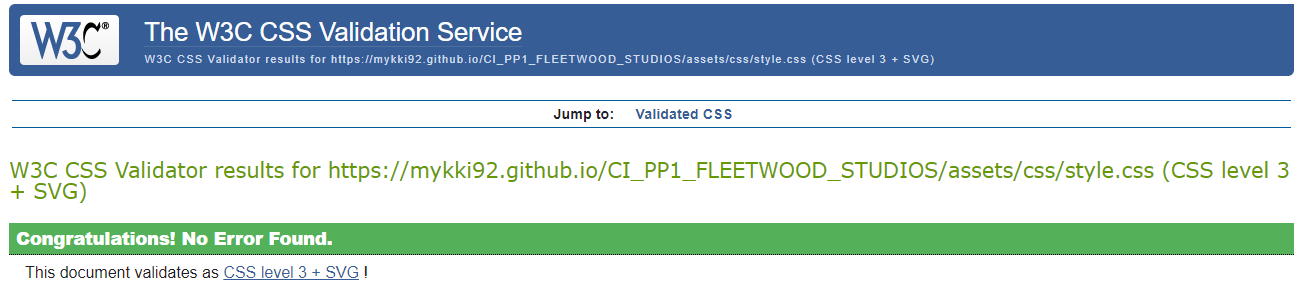 W3C®
The W3C CSS Validation Service
W3C CSS Validator results for https://mykki92.github.io/CI_PP1_FLEETWOOD_STUDIOS/assets/css/style.css (CSS level 3 + SVG)
Jump to: Validated CSS
W3C CSS Validator results for https://mykki92.github.io/CI_PP1_FLEETWOOD_STUDIOS/assets/css/style.css (CSS level 3
+ SVG)
Congratulations! No Error Found.
This document validates as CSS level 3 + SVG !